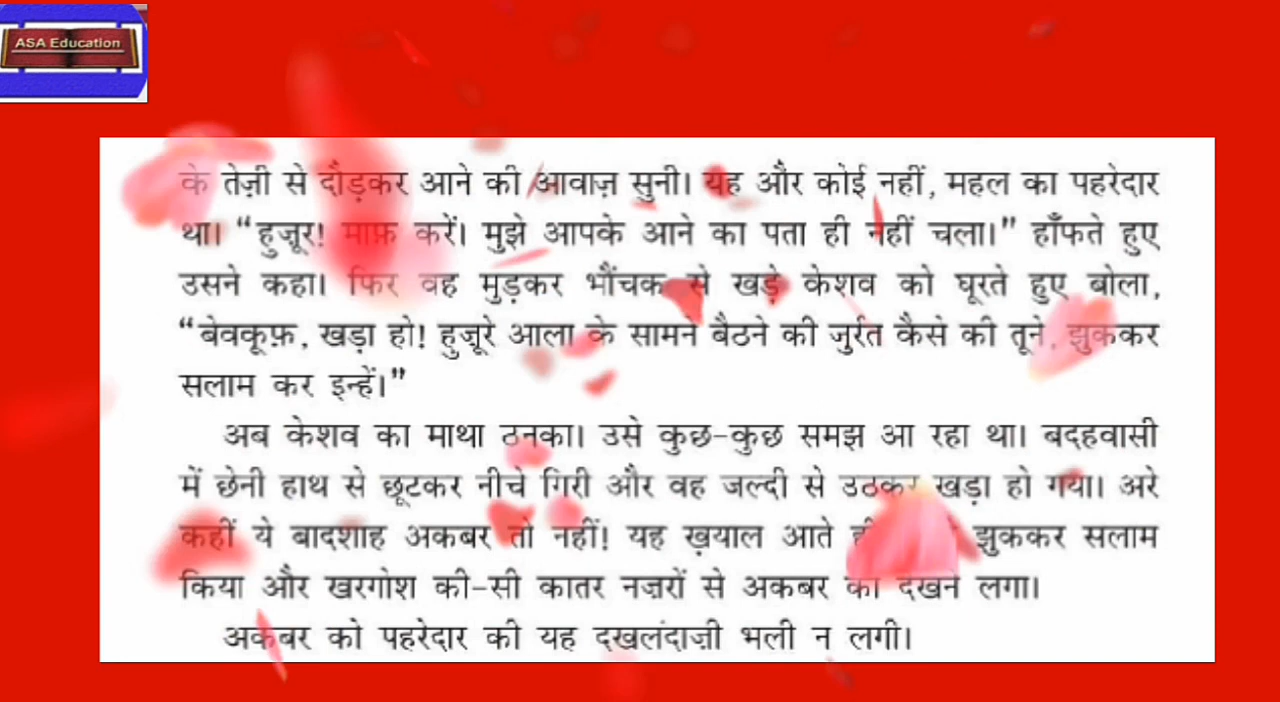 ASA Education
के तेज़ी से दौड़कर आने की आवाज़ सुनी। यह और कोई नहीं, महल का पहरेदार
था। “हुज़ूर! माफ़ करें। मुझे आपके आने का पता ही नहीं चला।” हाँफते हुए
उसने कहा। फिर वह मुड़कर भौंचक से खड़े केशव को घूरते हुए बोला,
“बेवकूफ़, खड़ा हो! हुज़ूरे आला के सामने बैठने की जुर्रत कैसे की तूने, झुककर
सलाम कर इन्हें।”
अब केशव का माथा ठनका। उसे कुछ-कुछ समझ आ रहा था। बदहवासी
में छेनी हाथ से छूटकर नीचे गिरी और वह जल्दी से उठकर खड़ा हो गया। अरे
कहीं ये बादशाह अकबर तो नहीं! यह ख़याल आते झुककर सलाम
किया और खरगोश की-सी कातर नज़रों से अकबर को देखने लगा।
अकबर को पहरेदार की यह दखलंदाज़ी भली न लगी।